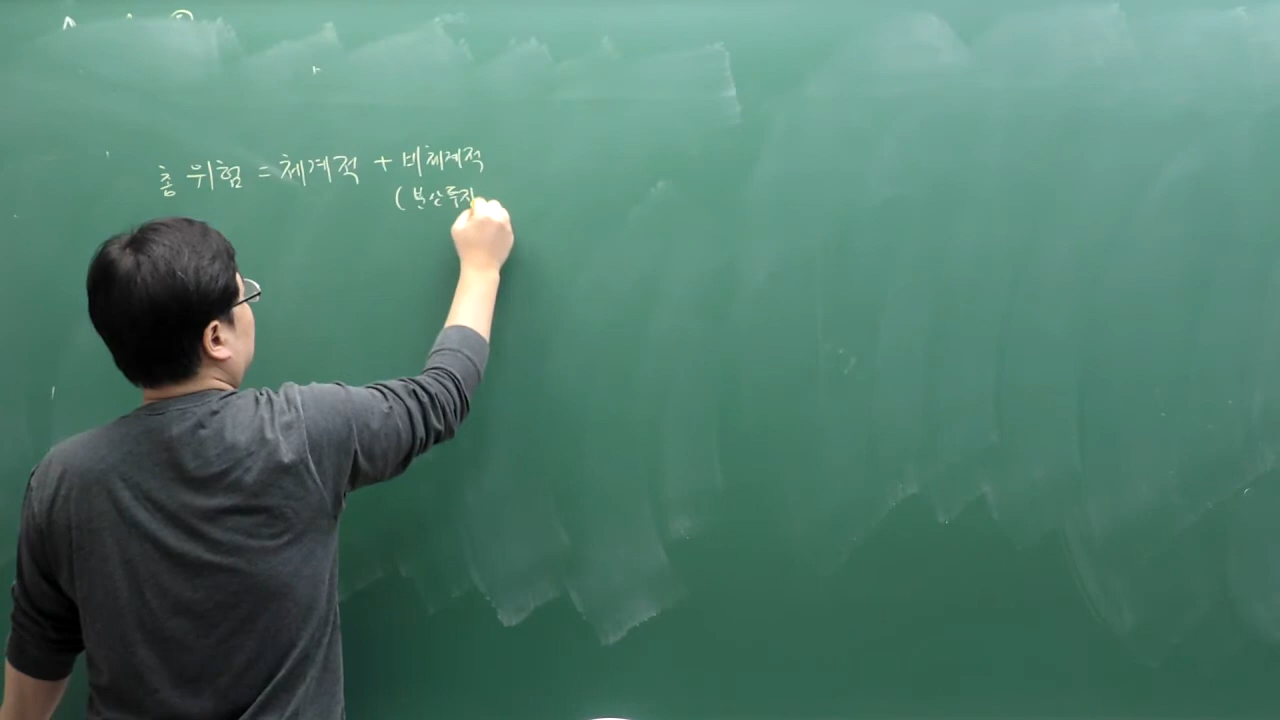 총 위험 = 체계적 + 비체계적
(분산투자